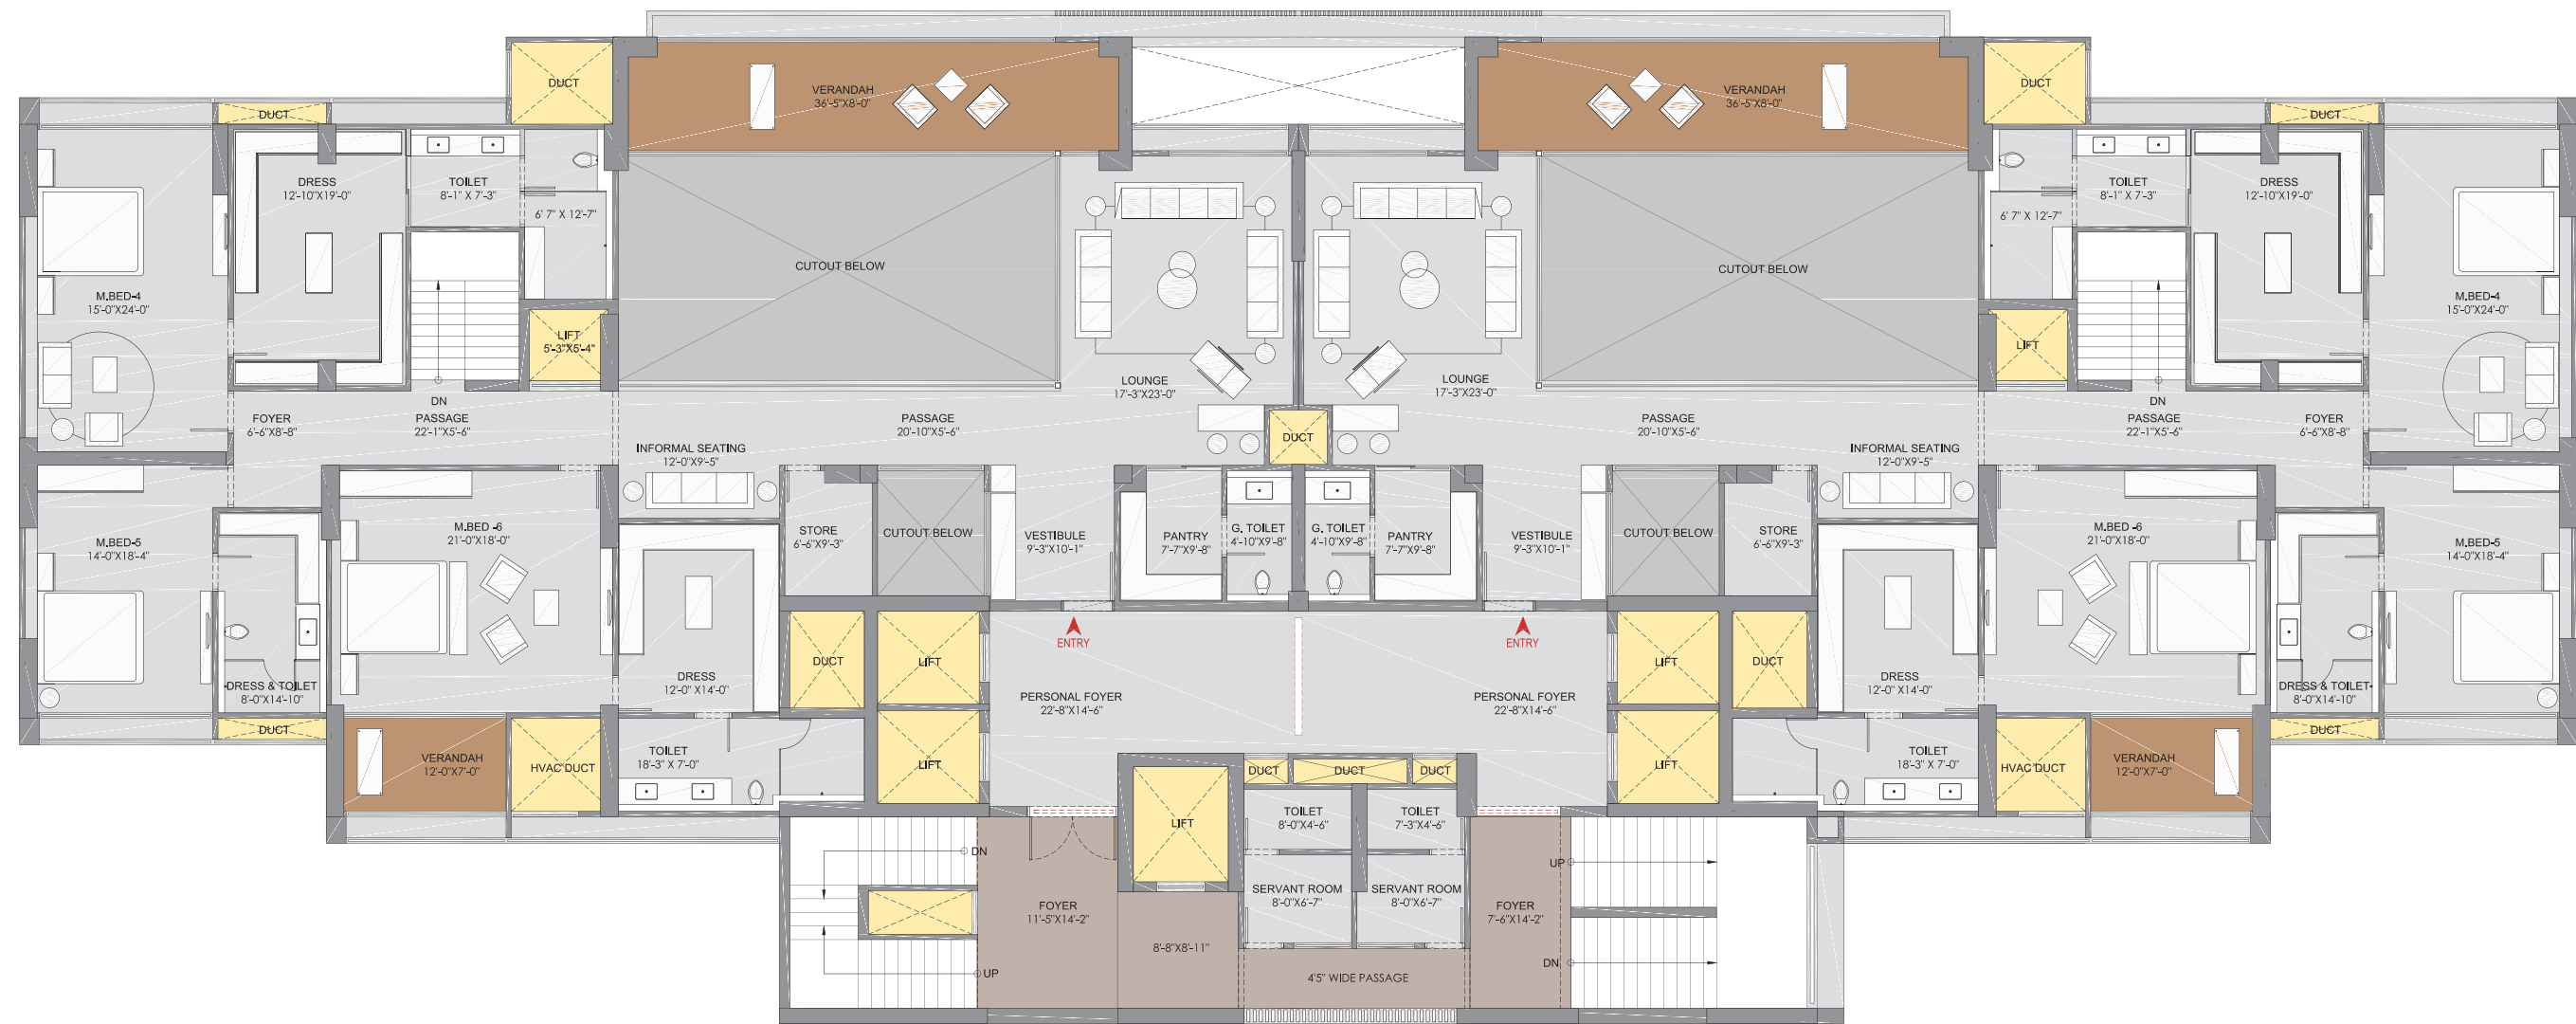 DUCT
VERANDAH
36'-5"X8'-0"
VERANDAH
36'-5"X8'-0"
DUCT
DUCT
DUCT
DRESS
12'-10"X19'-0"
TOILET
8'-1" X 7'-3"
6' 7" X 12'-7"
6' 7" X 12'-7"
TOILET
8'-1" X 7'-3"
DRESS
12'-10"X19'-0"
CUTOUT BELOW
CUTOUT BELOW
M.BED-4
15'-0"X24'-0"
LIFT
5'-3"X5'-4"
LIFT
M.BED-4
15'-0"X24'-0"
LOUNGE
17'-3"X23'-0"
LOUNGE
17'-3"X23'-0"
DN
DN
FOYER
6'-6"X8'-8"
PASSAGE
22'-1"X5'-6"
PASSAGE
20'-10"X5'-6"
DUCT
PASSAGE
20'-10"X5'-6"
PASSAGE
22'-1"X5'-6"
FOYER
6'-6"X8'-8"
INFORMAL SEATING
12'-0"X9'-5"
INFORMAL SEATING
12'-0"X9'-5"
M.BED-5
14'-0"X18'-4"
M.BED -6
21'-0"X18'-0"
STORE
6'-6"X9'-3"
CUTOUT BELOW
VESTIBULE
9'-3"X10'-1"
PANTRY
7'-7"X9'-8"
G. TOILET
4'-10"X9'-8"
G. TOILET
4'-10"X9'-8"
PANTRY
7'-7"X9'-8"
VESTIBULE
9'-3"X10'-1"
CUTOUT BELOW
STORE
6'-6"X9'-3"
M.BED -6
21'-0"X18'-0"
M.BED-5
14'-0"X18'-4"
ENTRY
ENTRY
DRESS & TOILET
8'-0"X14'-10"
DRESS
12'-0" X14'-0"
DUCT
LIFT
PERSONAL FOYER
22'-8"X14'-6"
PERSONAL FOYER
22'-8"X14'-6"
LIFT
DUCT
DRESS
12'-0" X14'-0"
DRESS & TOILET
8'-0"X14'-10"
DUCT
DUCT
VERANDAH
12'-0"X7'-0"
HVAC DUCT
TOILET
18'-3" X 7'-0"
LIFT
DUCT
DUCT
DUCT
LIFT
TOILET
18'-3" X 7'-0"
HVAC DUCT
VERANDAH
12'-0"X7'-0"
LIFT
TOILET
8'-0"X4'-6"
TOILET
7'-3"X4'-6"
DN
UP
FOYER
11'-5"X14'-2"
SERVANT ROOM
8'-0"X6'-7"
SERVANT ROOM
8'-0"X6'-7"
FOYER
7'-6"X14'-2"
8'-8"X8'-11"
UP
4'5" WIDE PASSAGE
DN